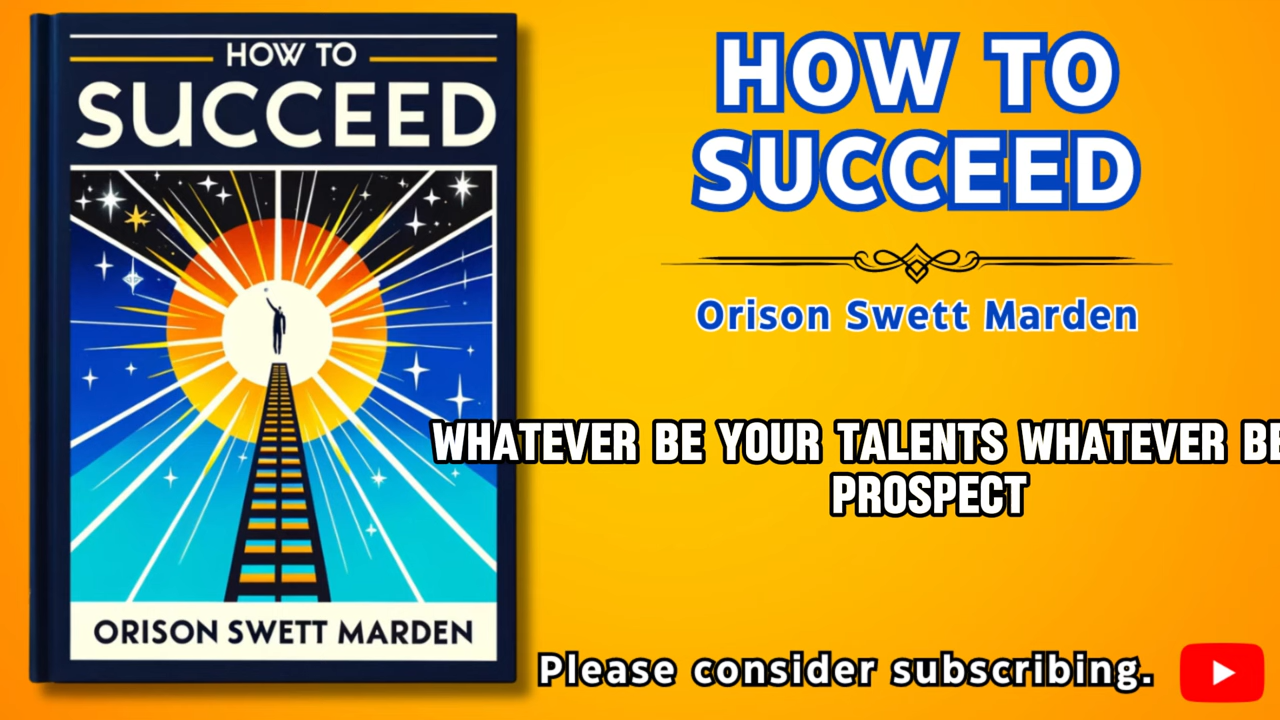 HOW TO
SUCCEED
ORISON SWETT MARDEN
HOW TO
SUCCEED
Orison Swett Marden
WHATEVER BE YOUR TALENTS WHATEVER BE
PROSPECT
Please consider subscribing.